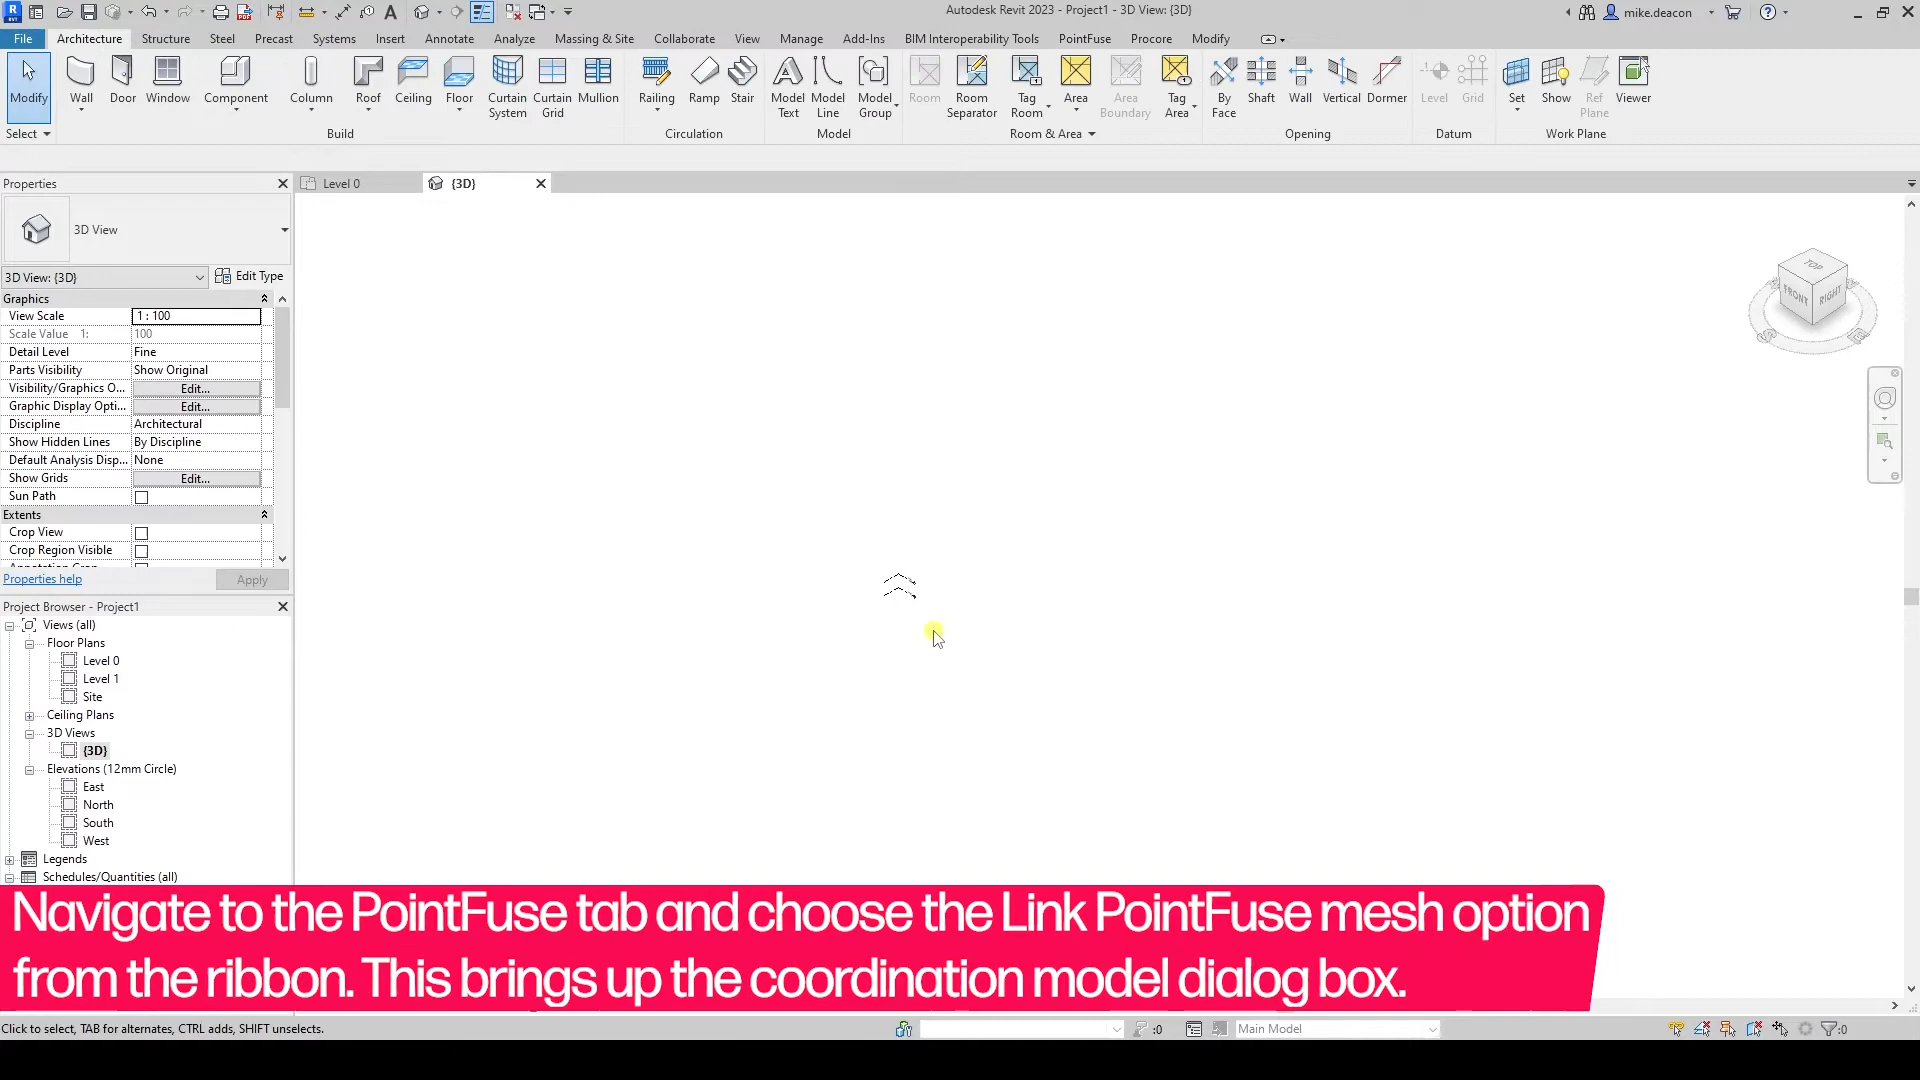 Autodesk Revit 2023 - Project1 - 3D View: {3D}
mike.deacon
File Architecture Structure Steel Precast Systems Insert Annotate Analyze Massing & Site Collaborate View Manage Add-Ins BIM Interoperability Tools PointFuse Procore Modify
Modify Wall Door Window Component Column Roof Ceiling Floor Curtain System Curtain Grid Mullion Railing Ramp Stair Model Text Model Line Model Group Room Room Separator Tag Room Area Area Boundary Tag Area By Face Shaft Wall Vertical Dormer Level Grid Set Show Ref Plane Viewer
Select Build Circulation Model Room & Area Opening Datum Work Plane
Properties
Level 0
{3D}
3D View
3D View: {3D}
Edit Type
Graphics
View Scale 1 : 100
Scale Value 1: 100
Detail Level Fine
Parts Visibility Show Original
Visibility/Graphics O... Edit...
Graphic Display Opti... Edit...
Discipline Architectural
Show Hidden Lines By Discipline
Default Analysis Disp... None
Show Grids Edit...
Sun Path
Extents
Crop View
Crop Region Visible
Properties help
Apply
TOP
FRONT
RIGHT
S
E
Project Browser - Project1
Views (all)
Floor Plans
Level 0
Level 1
Site
Ceiling Plans
3D Views
{3D}
Elevations (12mm Circle)
East
North
South
West
Legends
Schedules/Quantities (all)
Navigate to the PointFuse tab and choose the Link PointFuse mesh option
from the ribbon. This brings up the coordination model dialog box.
Click to select, TAB for alternates, CTRL adds, SHIFT unselects.
:0
Main Model
:0